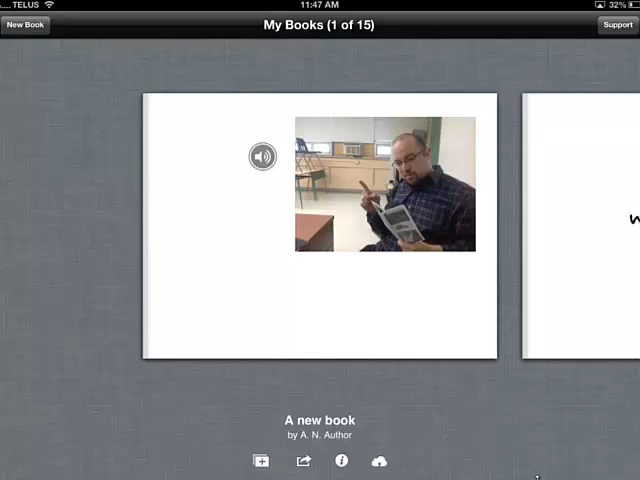 ..... TELUS 11:47 AM 32%
New Book My Books (1 of 15) Support
A new book
by A. N. Author